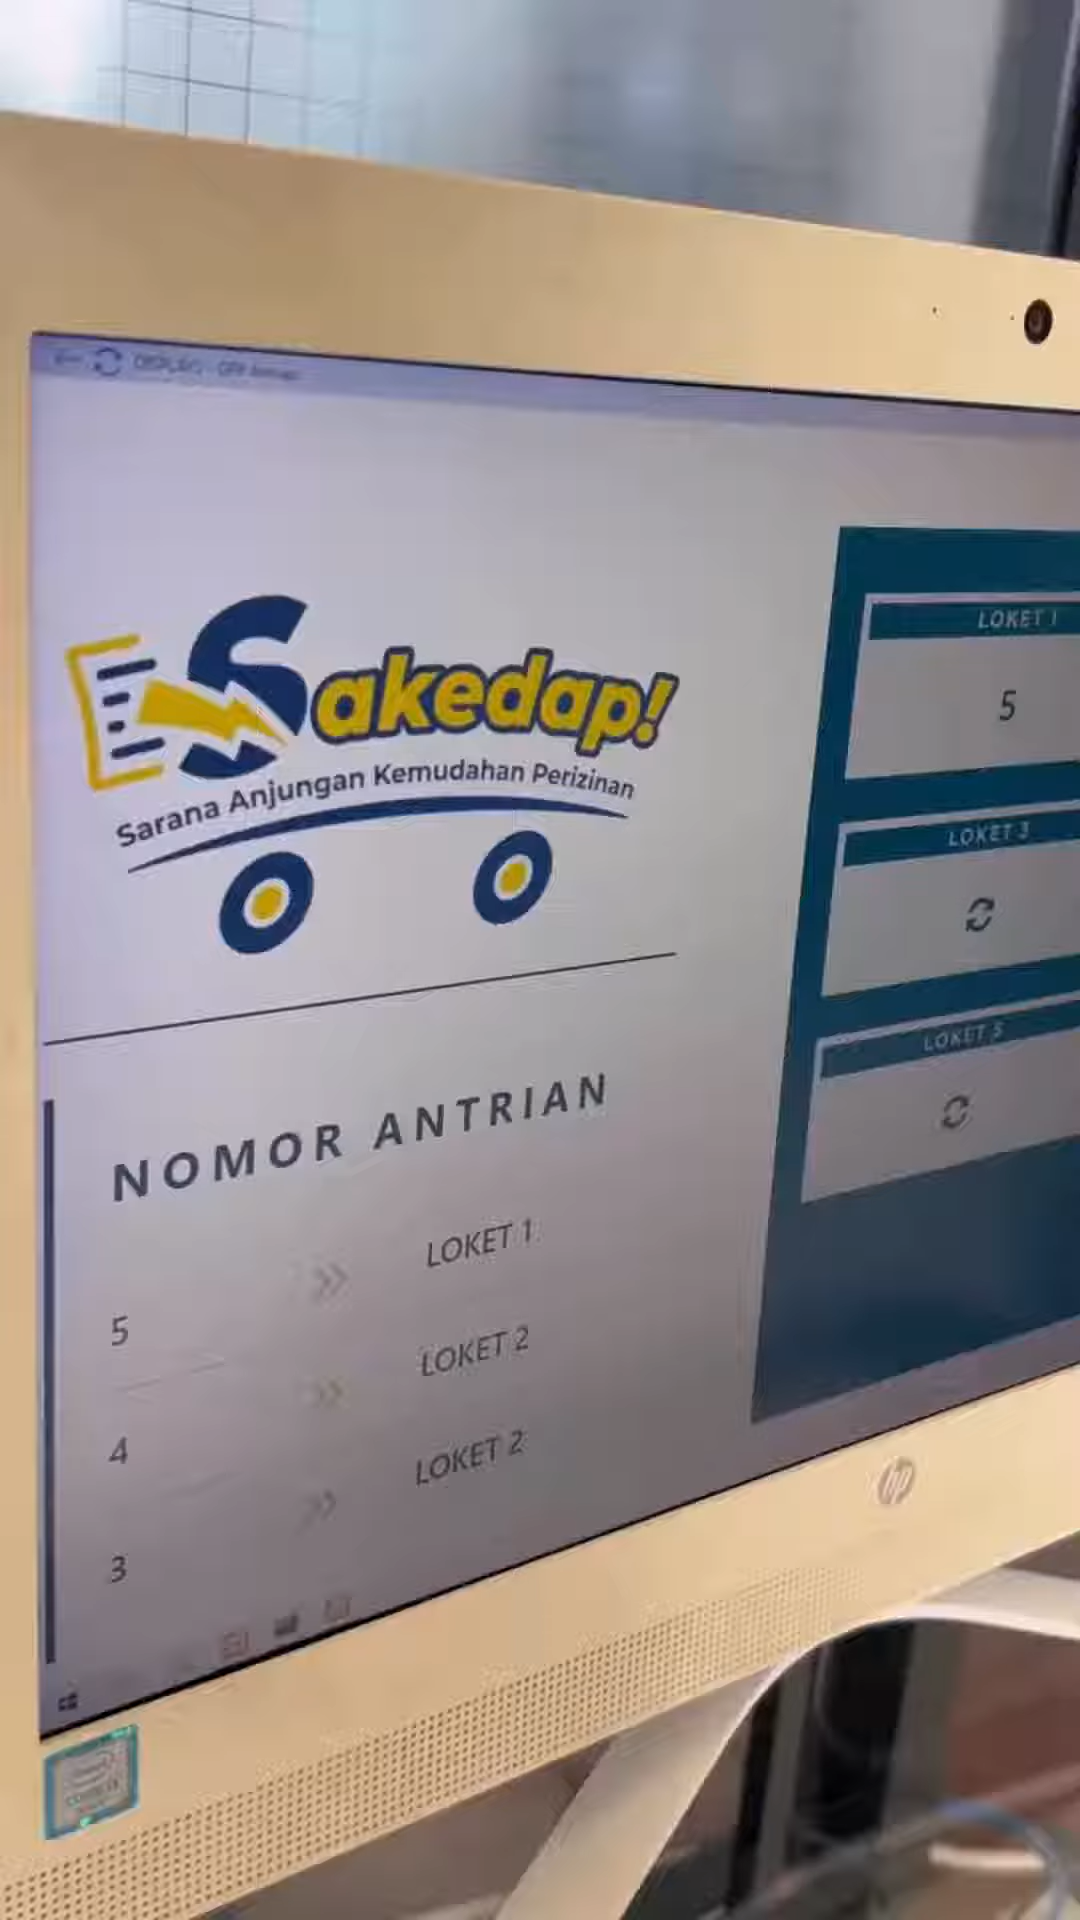 Sakedap!
Sarana Anjungan Kemudahan Perizinan
NOMOR ANTRIAN
5 >> LOKET 1
4 >> LOKET 2
3 >> LOKET 2
LOKET 1
5
LOKET 3
LOKET 5
hp